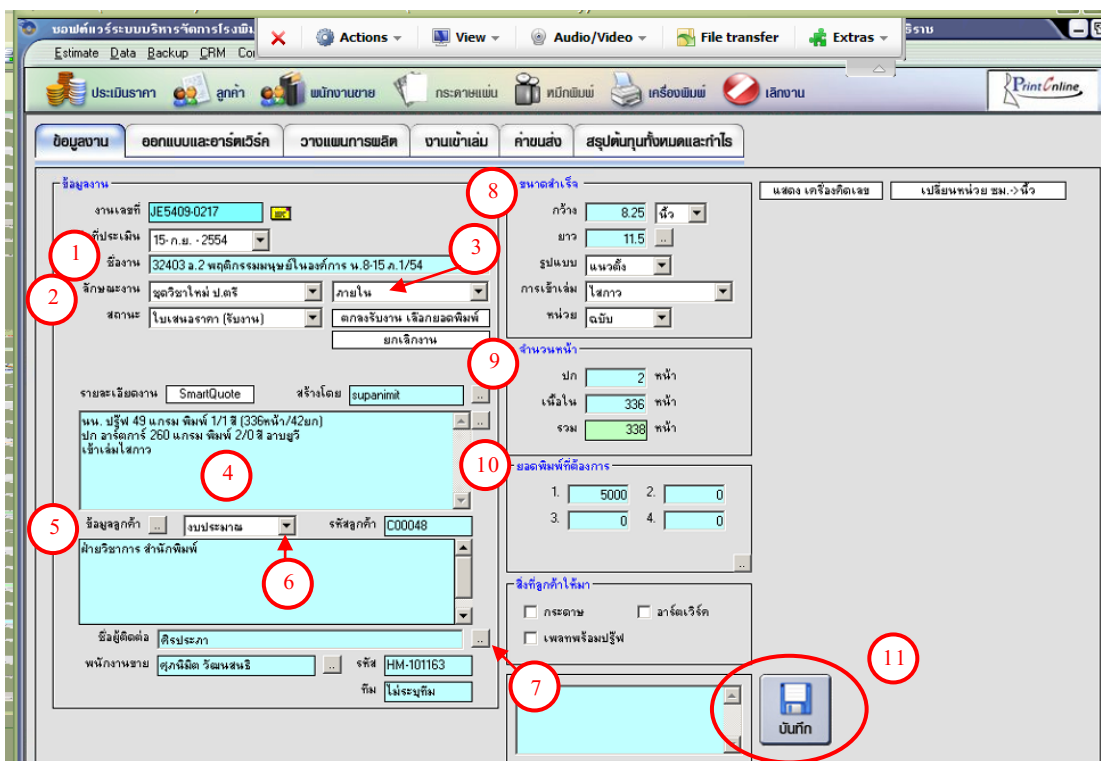 ซอฟต์แวร์ระบบบริหารจัดการโรงพิม
ธิราช
Actions
View
Audio/Video
File transfer
Extras
Estimate Data Backup CRM Co
ประเมินราคา
ลูกค้า
พนักงานขาย
กระดาษแผ่น
หมึกพิมพ์
เครื่องพิมพ์
เลิกงาน
Print Online
ข้อมูลงาน
ออกแบบและอาร์ตเวิร์ค
วางแผนการผลิต
งานเข้าเล่ม
ค่าขนส่ง
สรุปต้นทุนทั้งหมดและกำไร
ข้อมูลงาน
งานเลขที่ JE5409-0217
1 ที่ประเมิน 15- ก.ย. - 2554
ชื่องาน 32403 ฉ.2 พฤติกรรมมนุษย์ในองค์การ น.8-15 ภ.1/54
2 ลักษณะงาน ชุดวิชาใหม่ ป.ตรี ภายใน 3
สถานะ ใบเสนอราคา (รับงาน) ตกลงรับงาน เลือกยอดพิมพ์
ยกเลิกงาน
รายละเอียดงาน SmartQuote สร้างโดย supanimit ..
นน. ปรู๊ฟ 49 แกรม พิมพ์ 1/1 สี (336หน้า/42ยก) ..
ปก อาร์ตการ์ 260 แกรม พิมพ์ 2/0 สี อาบยูวี
เข้าเล่มไสกาว
4
5 ข้อมูลลูกค้า .. งบประมาณ รหัสลูกค้า C00048
ฝ่ายวิชาการ สำนักพิมพ์
6
ชื่อผู้ติดต่อ ศิรประภา ..
พนักงานขาย ศุภนิมิต วัฒนสนธิ .. รหัส HM-101163
ทีม ไม่ระบุทีม
7
8 ขนาดสำเร็จ
กว้าง 8.25 นิ้ว
ยาว 11.5 ..
รูปแบบ แนวตั้ง
การเข้าเล่ม ไสกาว
หน่วย ฉบับ
9 จำนวนหน้า
ปก 2 หน้า
เนื้อใน 336 หน้า
รวม 338 หน้า
10 ยอดพิมพ์ที่ต้องการ
1. 5000 2. 0
3. 0 4. 0
..
สิ่งที่ลูกค้าให้มา
กระดาษ อาร์ตเวิร์ค
เพลทพร้อมปรู๊ฟ
แสดง เครื่องคิดเลข เปลี่ยนหน่วย ซม.->นิ้ว
11
บันทึก